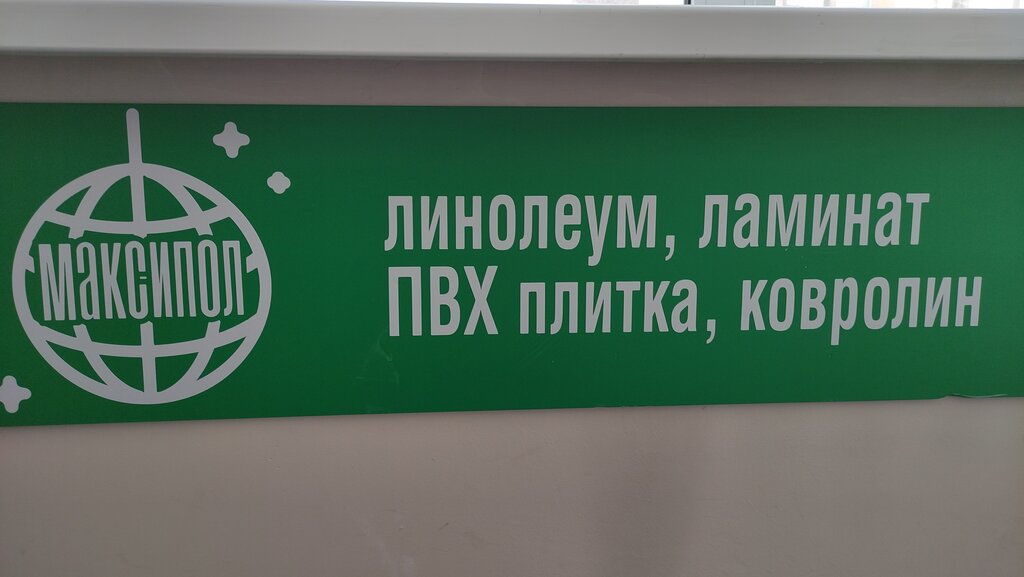 максипол
линолеум, ламинат
ПВХ плитка, ковролин